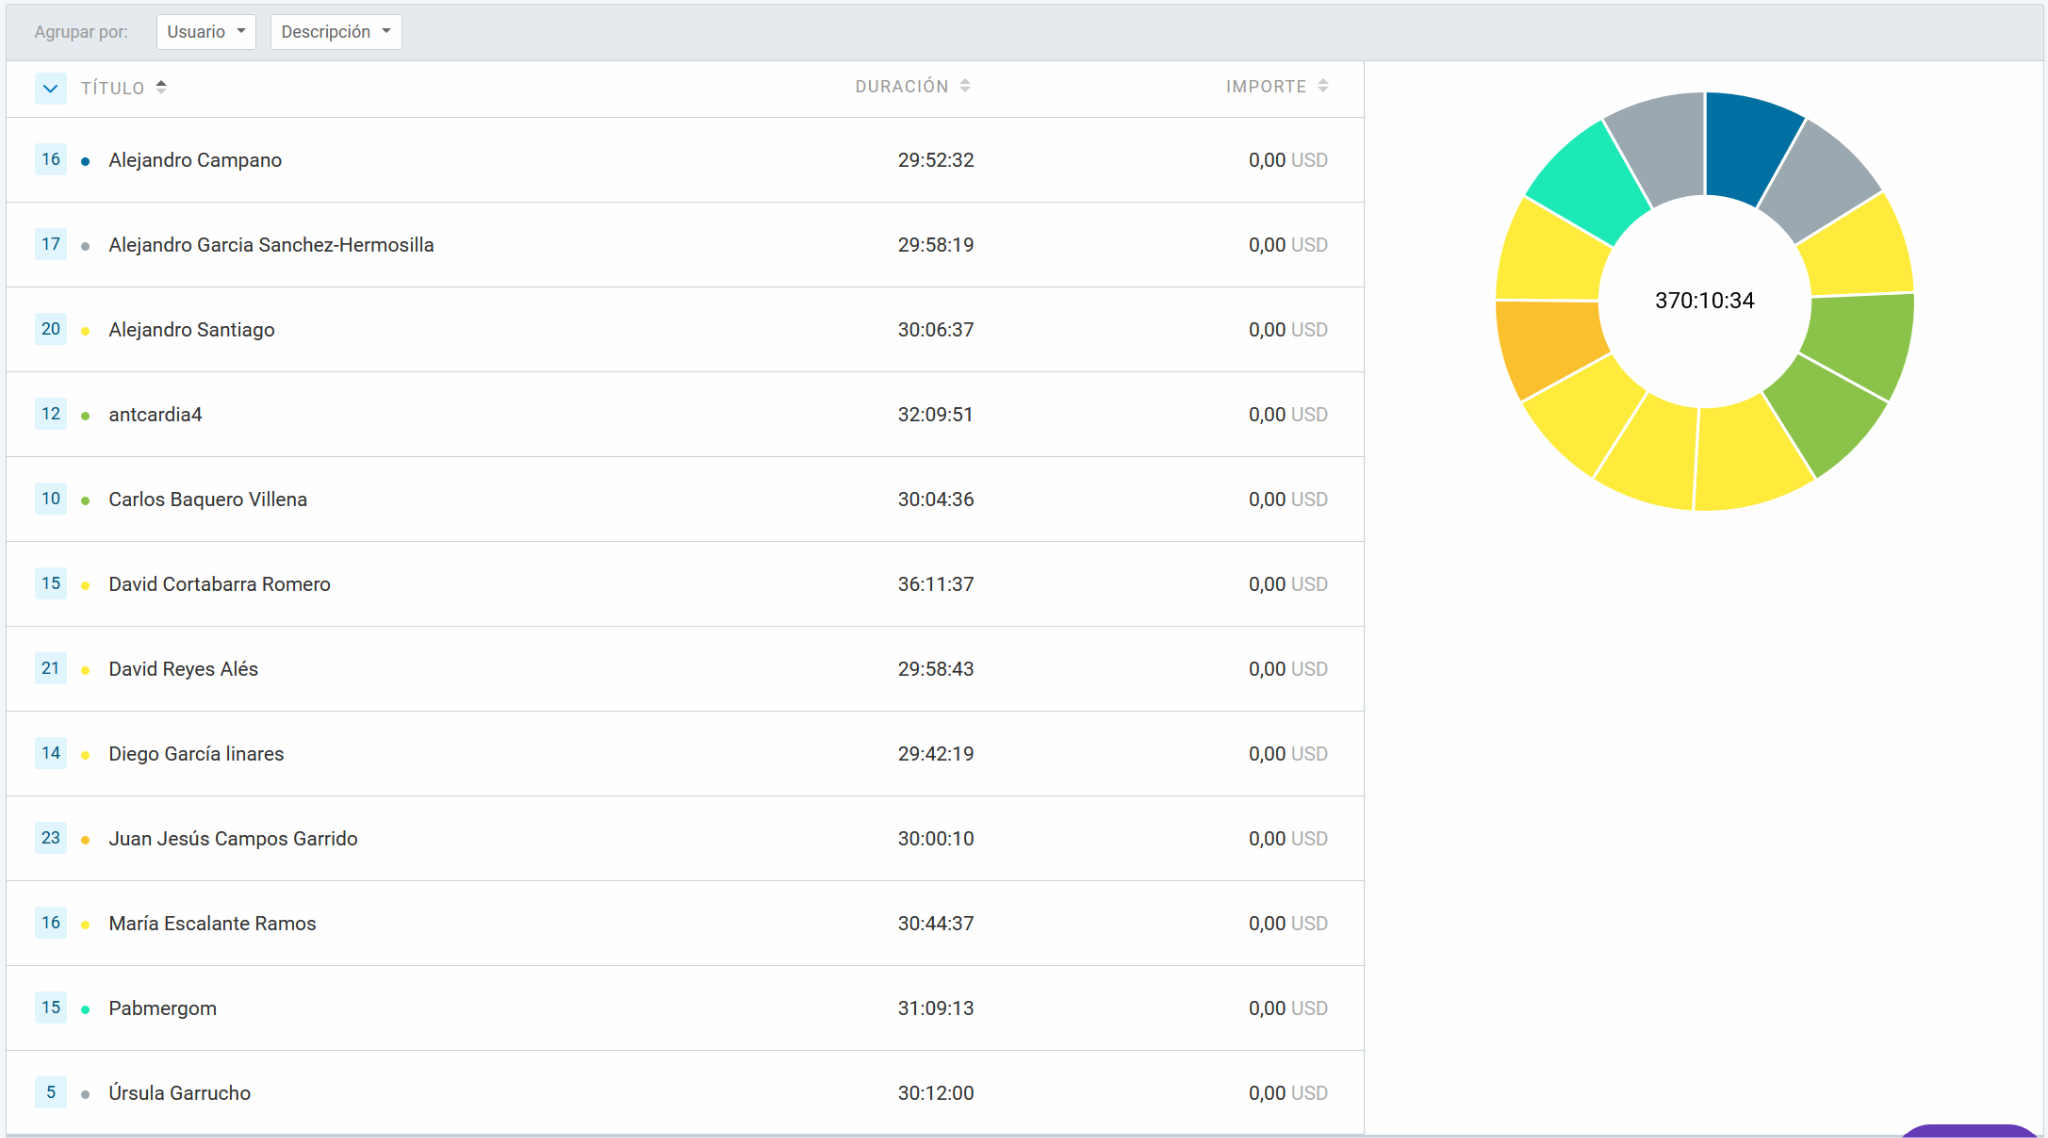 Agrupar por: Usuario Descripción
TÍTULO DURACIÓN IMPORTE
16 Alejandro Campano 29:52:32 0,00 USD
17 Alejandro Garcia Sanchez-Hermosilla 29:58:19 0,00 USD
20 Alejandro Santiago 30:06:37 0,00 USD
12 antcardia4 32:09:51 0,00 USD
10 Carlos Baquero Villena 30:04:36 0,00 USD
15 David Cortabarra Romero 36:11:37 0,00 USD
21 David Reyes Alés 29:58:43 0,00 USD
14 Diego García linares 29:42:19 0,00 USD
23 Juan Jesús Campos Garrido 30:00:10 0,00 USD
16 María Escalante Ramos 30:44:37 0,00 USD
15 Pabmergom 31:09:13 0,00 USD
5 Úrsula Garrucho 30:12:00 0,00 USD
370:10:34